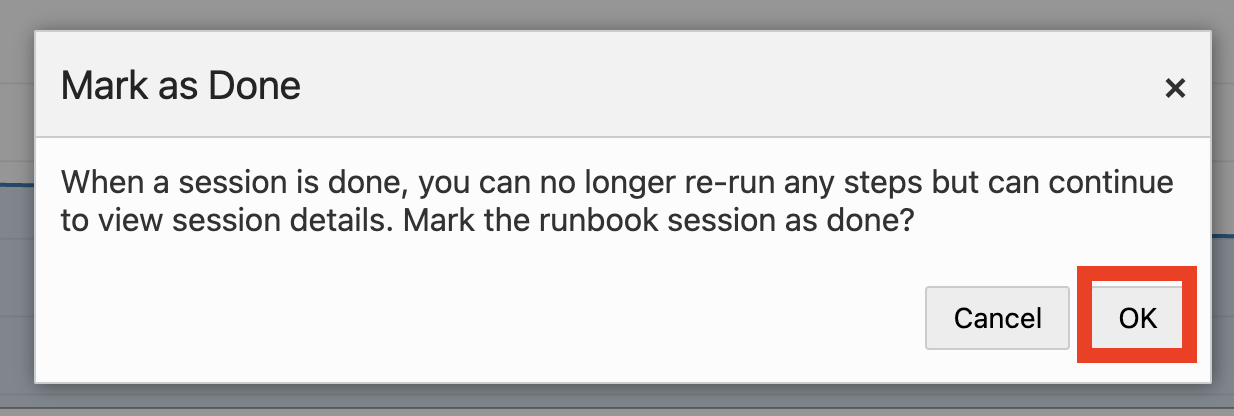 Mark as Done
×
When a session is done, you can no longer re-run any steps but can continue
to view session details. Mark the runbook session as done?
Cancel
OK